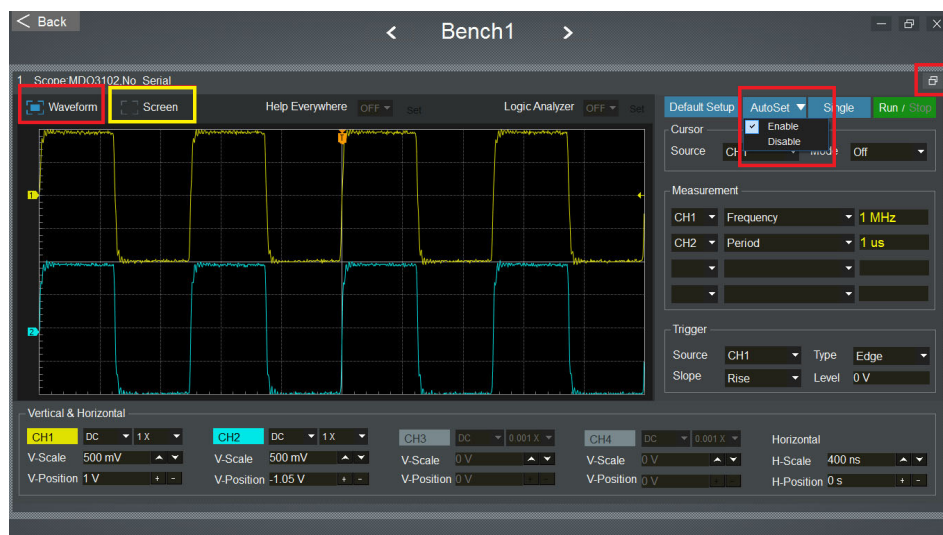 < Back
< Bench1 >
1 Scope:MDO3102,No Serial
Waveform Screen Help Everywhere OFF Set Logic Analyzer OFF Set Default Setup AutoSet Single Run / Stop
Enable
Disable
Cursor
Source CH1 Mode Off
T
1
2
Measurement
CH1 Frequency 1 MHz
CH2 Period 1 us
Trigger
Source CH1 Type Edge
Slope Rise Level 0 V
Vertical & Horizontal
CH1 DC 1 X CH2 DC 1 X CH3 DC 0.001 X CH4 DC 0.001 X Horizontal
V-Scale 500 mV V-Scale 500 mV V-Scale 0 V V-Scale 0 V H-Scale 400 ns
V-Position 1 V + - V-Position -1.05 V + - V-Position 0 V + - V-Position 0 V + - H-Position 0 s + -